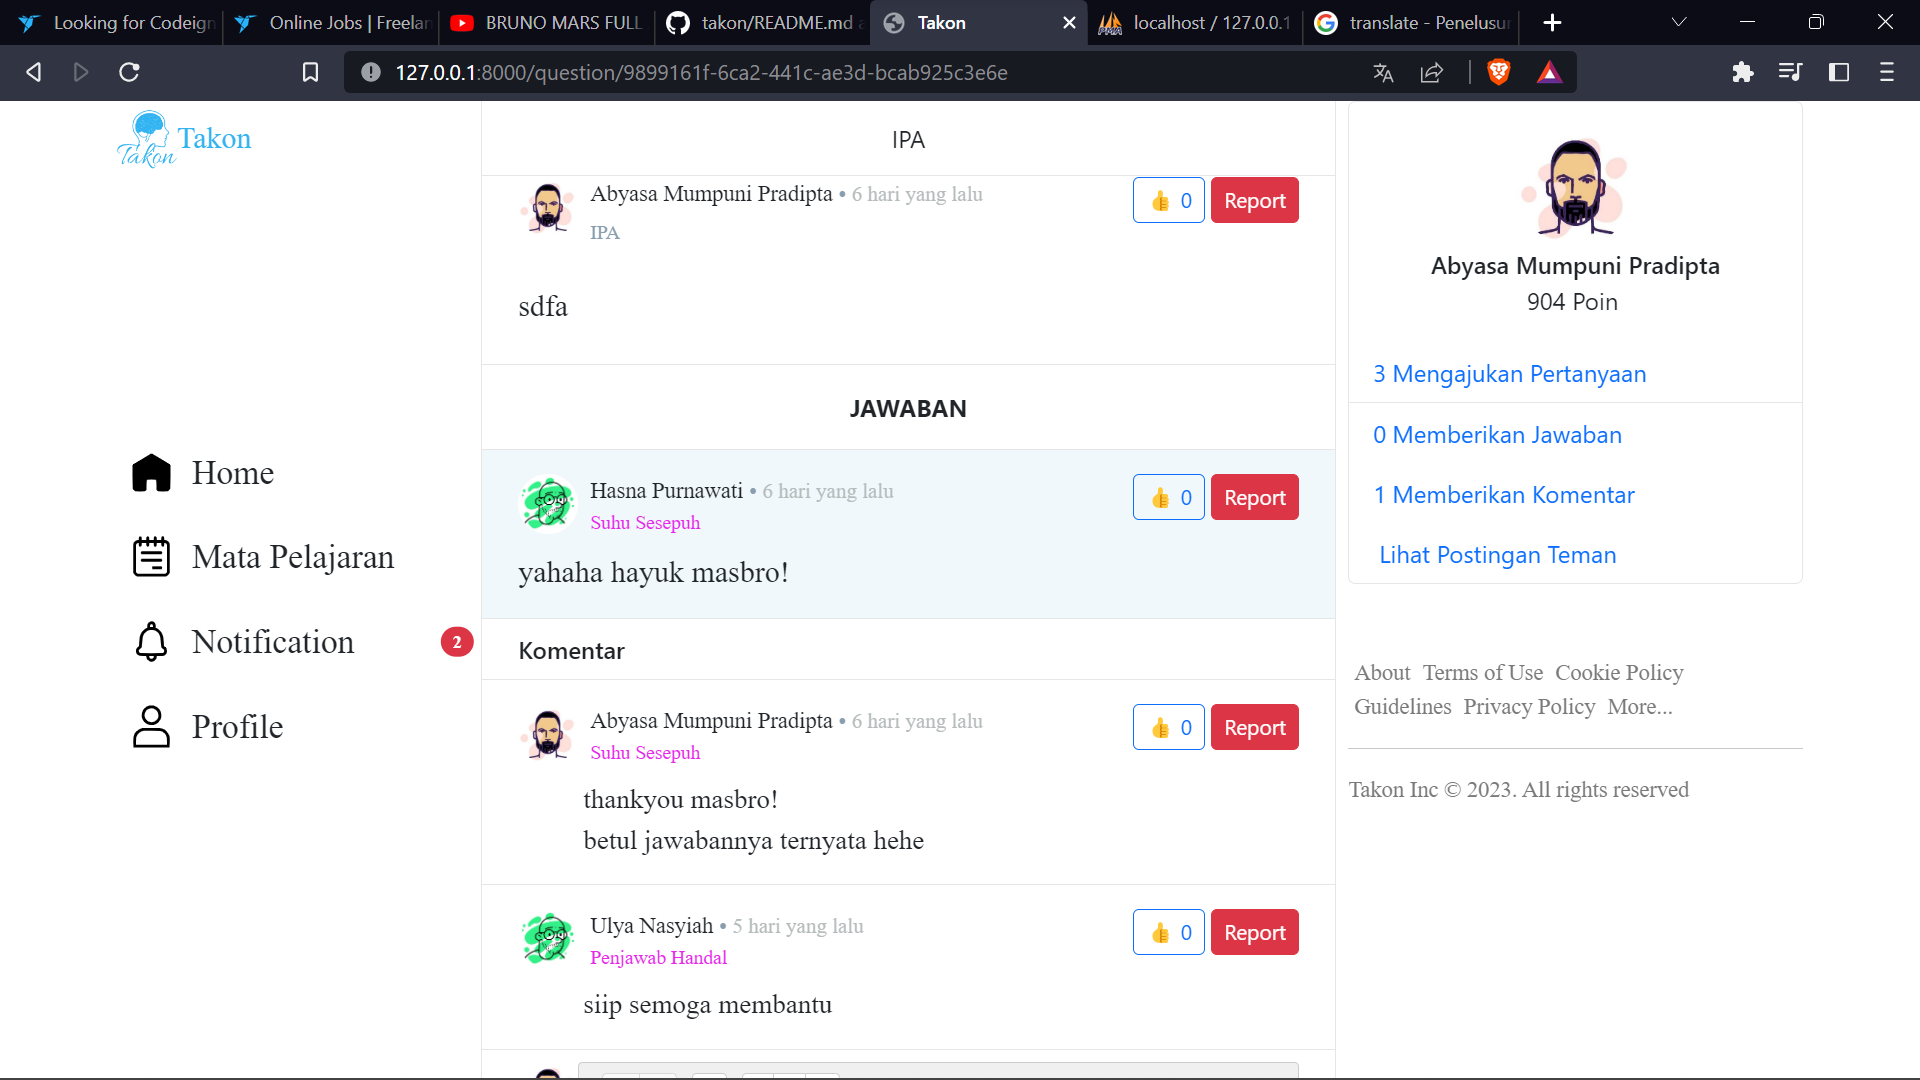 Looking for Codeign
Online Jobs | Freelan
BRUNO MARS FULL
takon/README.md a
Takon
localhost / 127.0.0.1
translate - Penelusur
127.0.0.1:8000/question/9899161f-6ca2-441c-ae3d-bcab925c3e6e
Takon
Takon
Home
Mata Pelajaran
Notification
2
Profile
IPA
Abyasa Mumpuni Pradipta • 6 hari yang lalu
👍 0 Report
IPA
sdfa
JAWABAN
Hasna Purnawati • 6 hari yang lalu
👍 0 Report
Suhu Sesepuh
yahaha hayuk masbro!
Komentar
Abyasa Mumpuni Pradipta • 6 hari yang lalu
👍 0 Report
Suhu Sesepuh
thankyou masbro!
betul jawabannya ternyata hehe
Ulya Nasyiah • 5 hari yang lalu
👍 0 Report
Penjawab Handal
siip semoga membantu
Abyasa Mumpuni Pradipta
904 Poin
3 Mengajukan Pertanyaan
0 Memberikan Jawaban
1 Memberikan Komentar
Lihat Postingan Teman
About Terms of Use Cookie Policy
Guidelines Privacy Policy More...
Takon Inc © 2023. All rights reserved